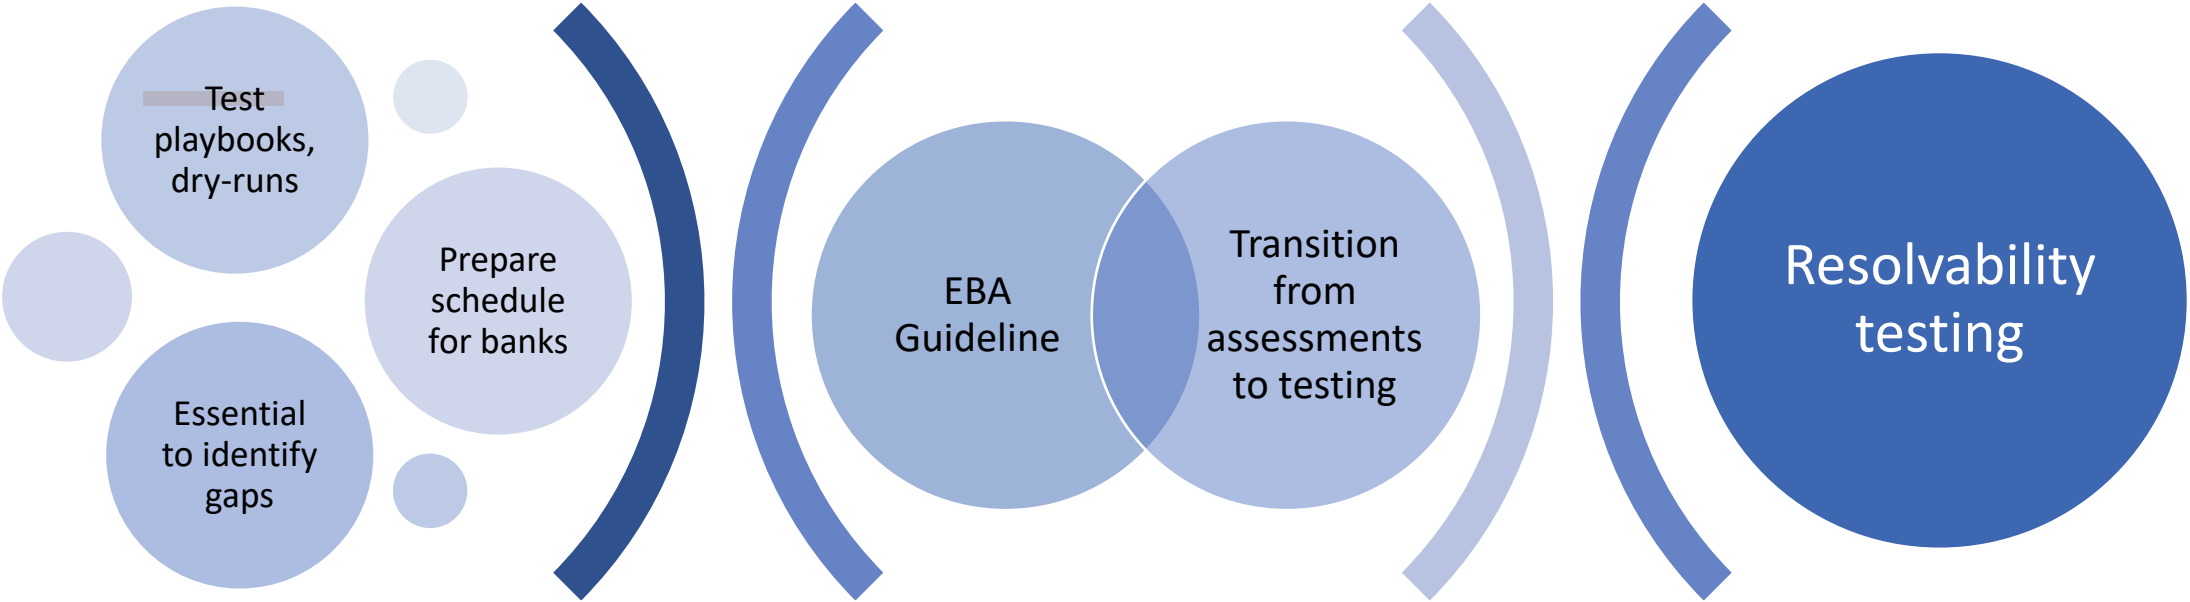 Test
playbooks,
dry-runs
Prepare
schedule
for banks
Essential
to identify
gaps
EBA
Guideline
Transition
from
assessments
to testing
Resolvability
testing